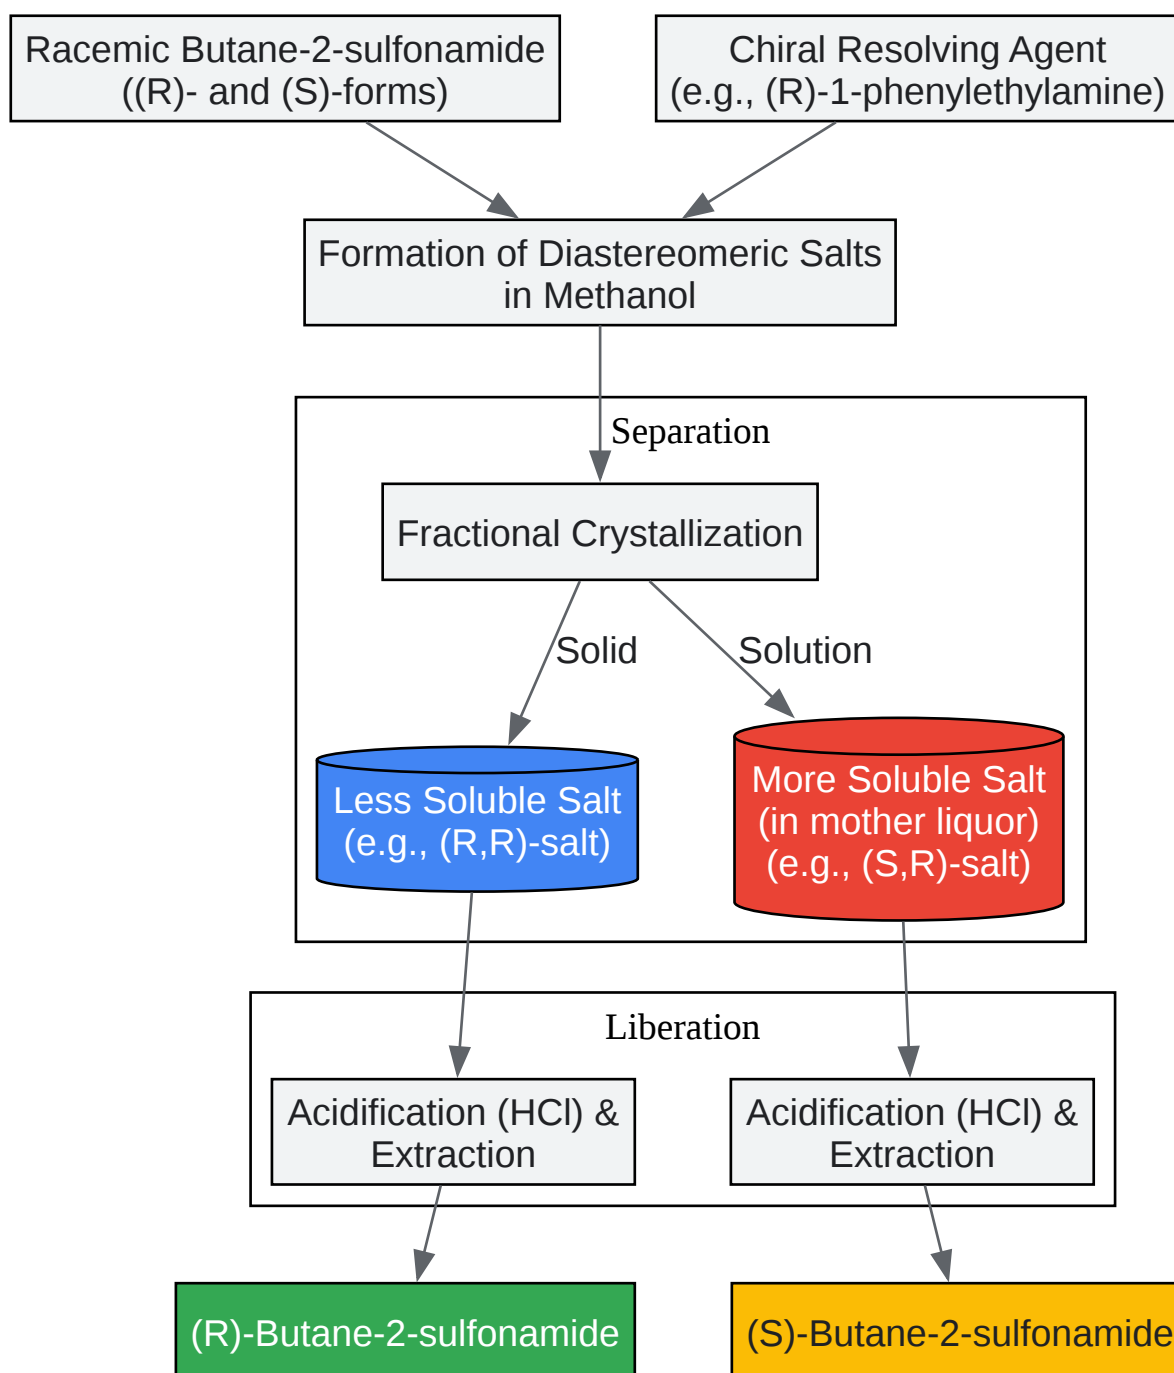 Racemic Butane-2-sulfonamide
((R)- and (S)-forms)
Chiral Resolving Agent
(e.g., (R)-1-phenylethylamine)
Formation of Diastereomeric Salts
in Methanol
Separation
Fractional Crystallization
Solid
Solution
Less Soluble Salt
(e.g., (R,R)-salt)
More Soluble Salt
(in mother liquor)
(e.g., (S,R)-salt)
Liberation
Acidification (HCl) &
Extraction
Acidification (HCl) &
Extraction
(R)-Butane-2-sulfonamide
(S)-Butane-2-sulfonamide